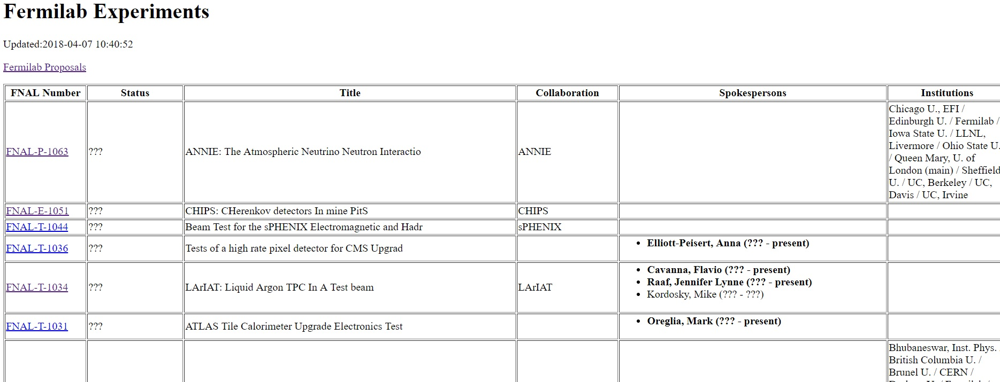 Fermilab Experiments
Updated:2018-04-07 10:40:52
Fermilab Proposals
FNAL Number Status Title Collaboration Spokespersons Institutions
FNAL-P-1063 ??? ANNIE: The Atmospheric Neutrino Neutron Interactio ANNIE
Chicago U., EFI /
Edinburgh U. / Fermilab /
Iowa State U. / LLNL,
Livermore / Ohio State U.
/ Queen Mary, U. of
London (main) / Sheffield
U. / UC, Berkeley / UC,
Davis / UC, Irvine
FNAL-E-1051 ??? CHIPS: CHerenkov detectors In mine PitS CHIPS
FNAL-T-1044 ??? Beam Test for the sPHENIX Electromagnetic and Hadr sPHENIX
FNAL-T-1036 ??? Tests of a high rate pixel detector for CMS Upgrad
• Elliott-Peisert, Anna (??? - present)
FNAL-T-1034 ??? LArIAT: Liquid Argon TPC In A Test beam LArIAT
• Cavanna, Flavio (??? - present)
• Raaf, Jennifer Lynne (??? - present)
• Kordosky, Mike (??? - ???)
FNAL-T-1031 ??? ATLAS Tile Calorimeter Upgrade Electronics Test
• Oreglia, Mark (??? - present)
Bhubaneswar, Inst. Phys.
British Columbia U. /
Brunel U. / CERN /